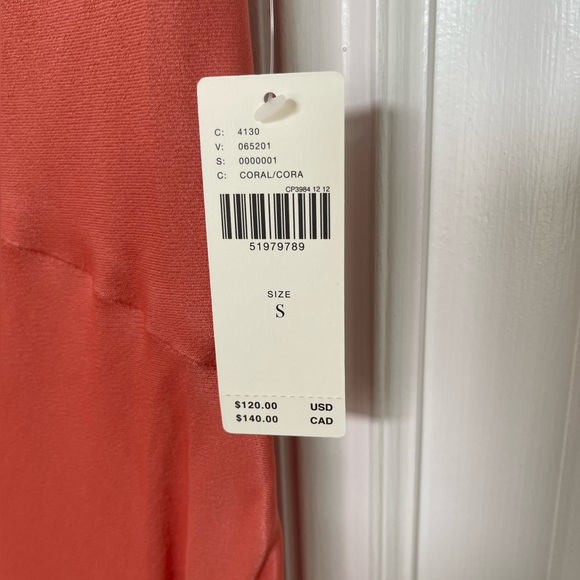 C: 4130
V: 065201
S: 0000001
C: CORAL/CORA
CP3984 12 12
51979789
SIZE
S
$120.00 USD
$140.00 CAD